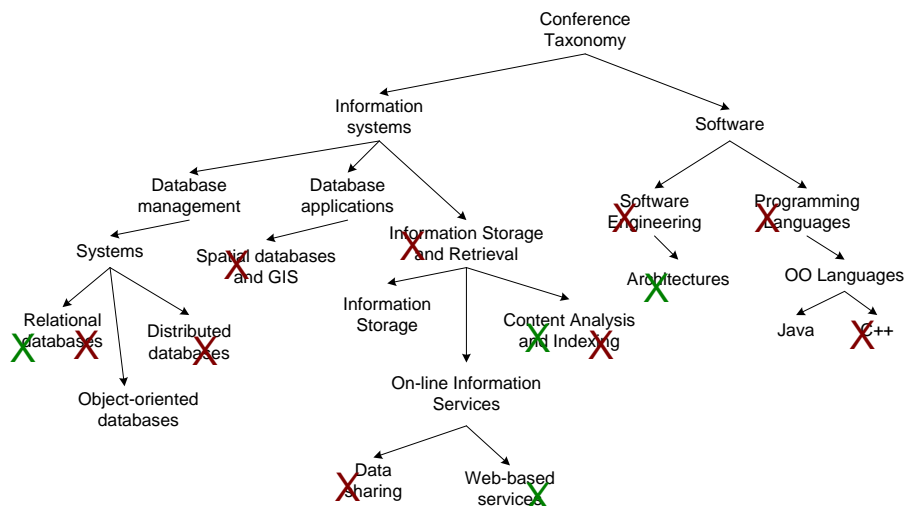 Conference
Taxonomy
Information
systems
Software
Database
management
Database
applications
Software
Engineering
Programming
Languages
Systems
Spatial databases
and GIS
Information Storage
and Retrieval
Architectures
OO Languages
Relational
databases
Distributed
databases
Information
Storage
Content Analysis
and Indexing
Java
C++
Object-oriented
databases
On-line Information
Services
Data
sharing
Web-based
services